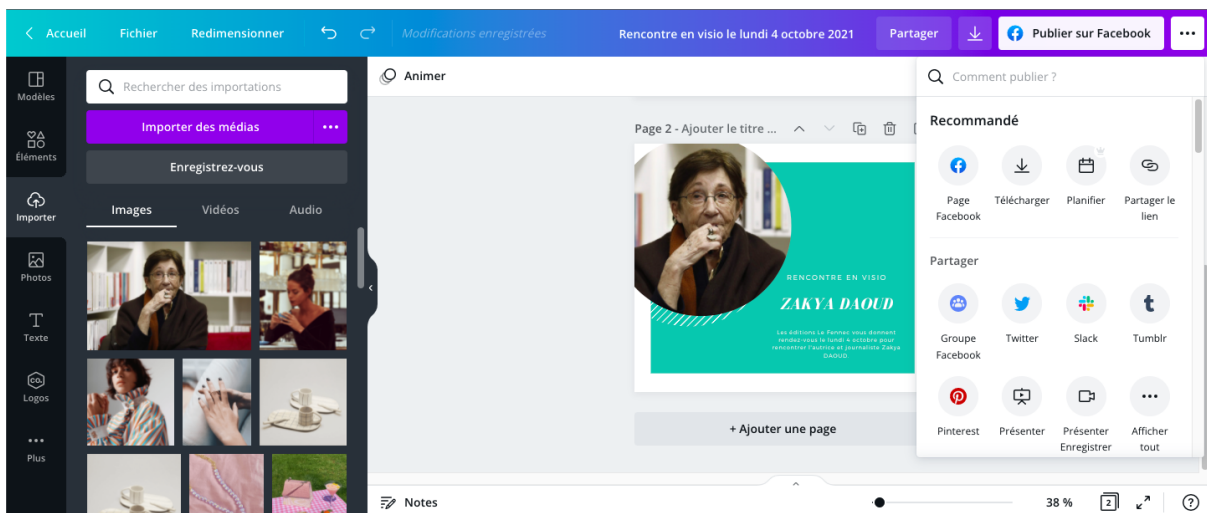 Accueil
Fichier
Redimensionner
Modifications enregistrées
Rencontre en visio le lundi 4 octobre 2021
Partager
Publier sur Facebook
Modèles
Éléments
Importer
Photos
Texte
CO.
Logos
Plus
Rechercher des importations
Importer des médias
Enregistrez-vous
Images
Vidéos
Audio
Animer
Page 2 - Ajouter le titre ...
RENCONTRE EN VISIO
ZAKYA DAOUD
Les éditions Le Fennec vous donnent
rendez-vous le lundi 4 octobre pour
rencontrer l'autrice et journaliste Zakya
DAOUD
+ Ajouter une page
Notes
38 %
2
Comment publier ?
Recommandé
Page
Facebook
Télécharger
Planifier
Partager le
lien
Partager
Groupe
Facebook
Twitter
Slack
Tumblr
Pinterest
Présenter
Présenter
Enregistrer
Afficher
tout